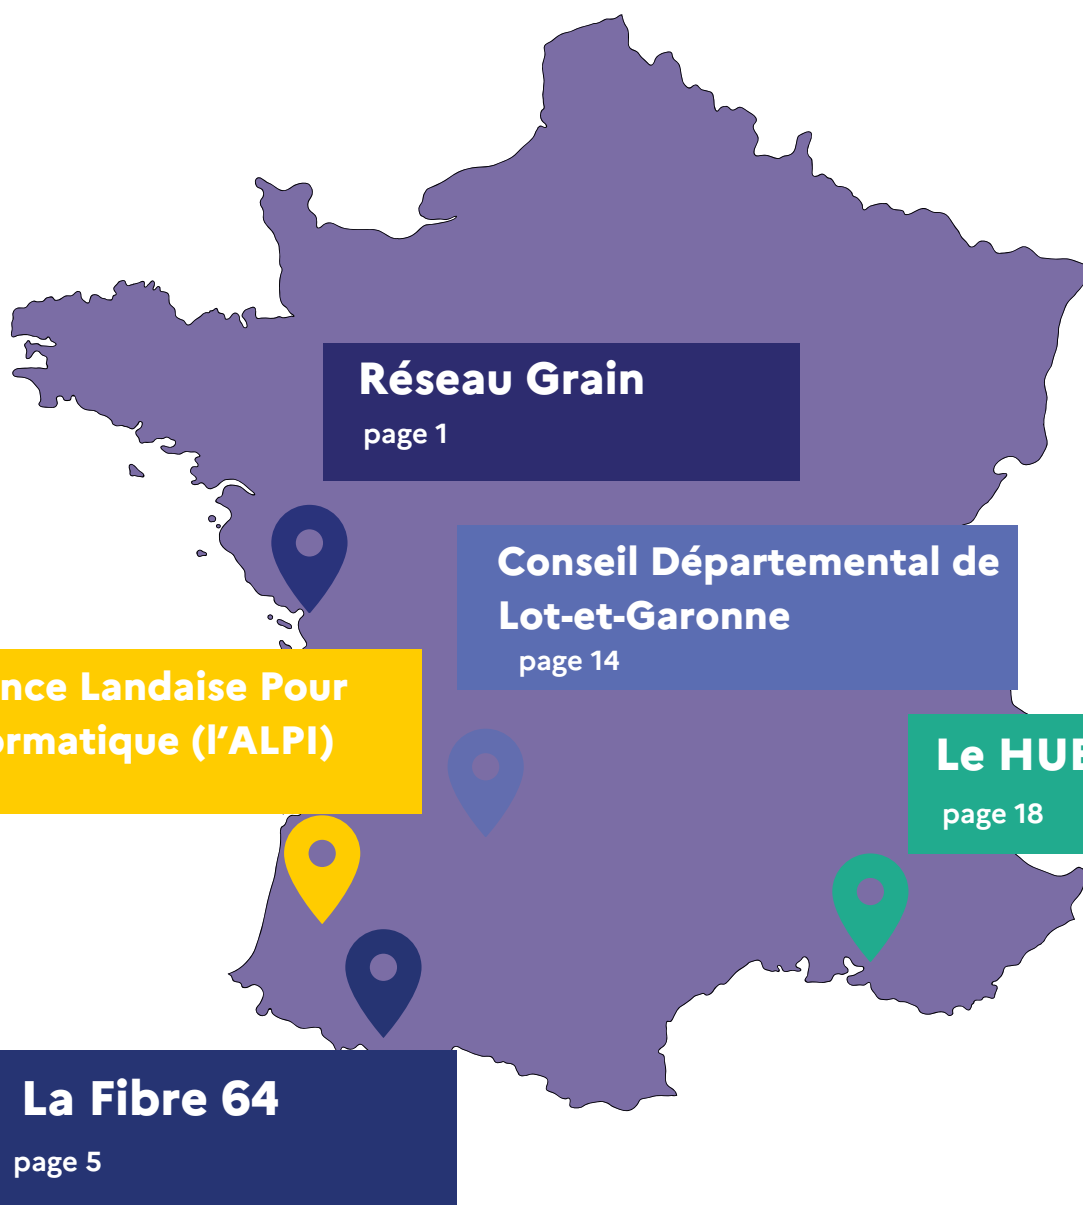 Réseau Grain
page 1
Conseil Départemental de
Lot-et-Garonne
page 14
nce Landaise Pour
ormatique (l’ALPI)
Le HUB
page 18
La Fibre 64
page 5